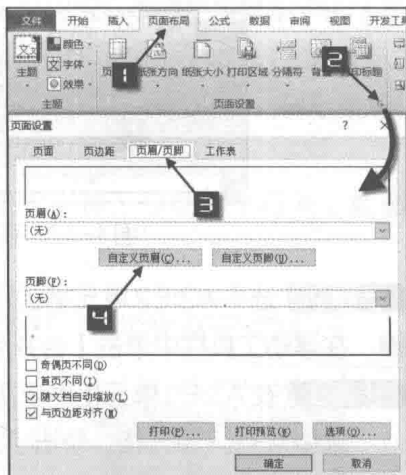 文件 开始 插入 页面布局 公式 数据 审阅 视图 开发工
颜色
文字体
主题 纸张方向 纸张大小 打印区域 分隔符 印标题
效果
主题 页面设置
1
2
页面设置 ? ×
页面 页边距 页眉/页脚 工作表
3
页眉(A):
(无)
自定义页眉(C)... 自定义页脚(U)...
页脚(F):
(无)
4
奇偶页不同(D)
首页不同(I)
随文档自动缩放(L)
与页边距对齐(M)
打印(P)... 打印预览(W) 选项(O)...
确定 取消